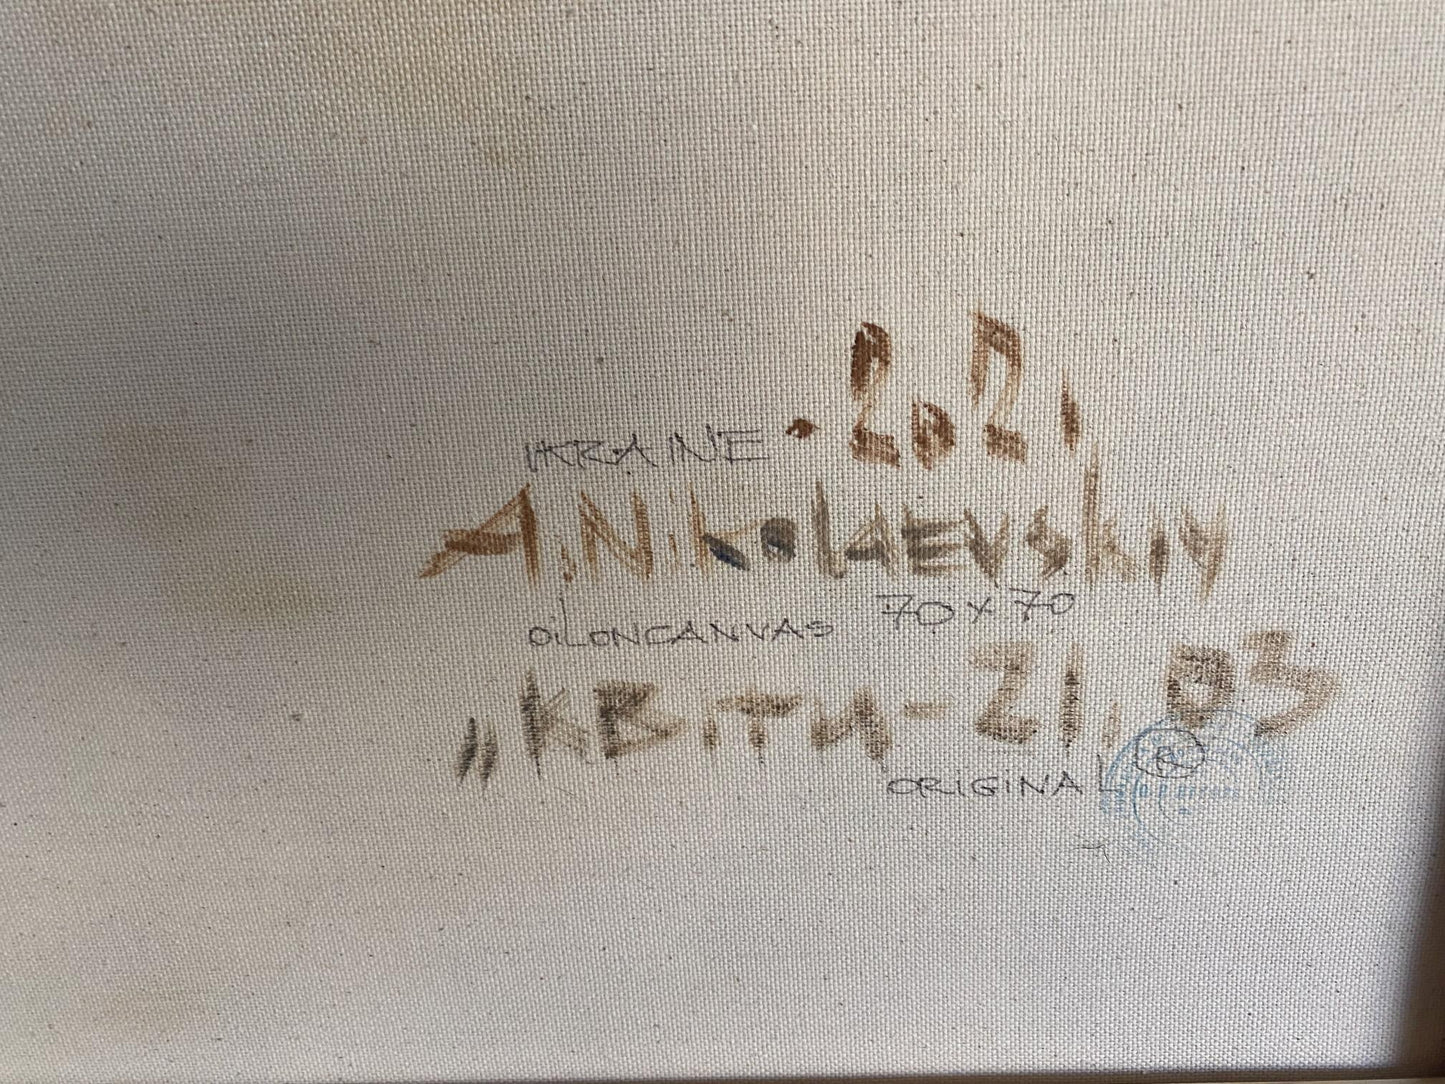 UKRAINE · 2021
A. NIKOLAEVSKIY
OIL ON CANVAS 70 x 70
„КВІТИ - 21, 03
ORIGINAL